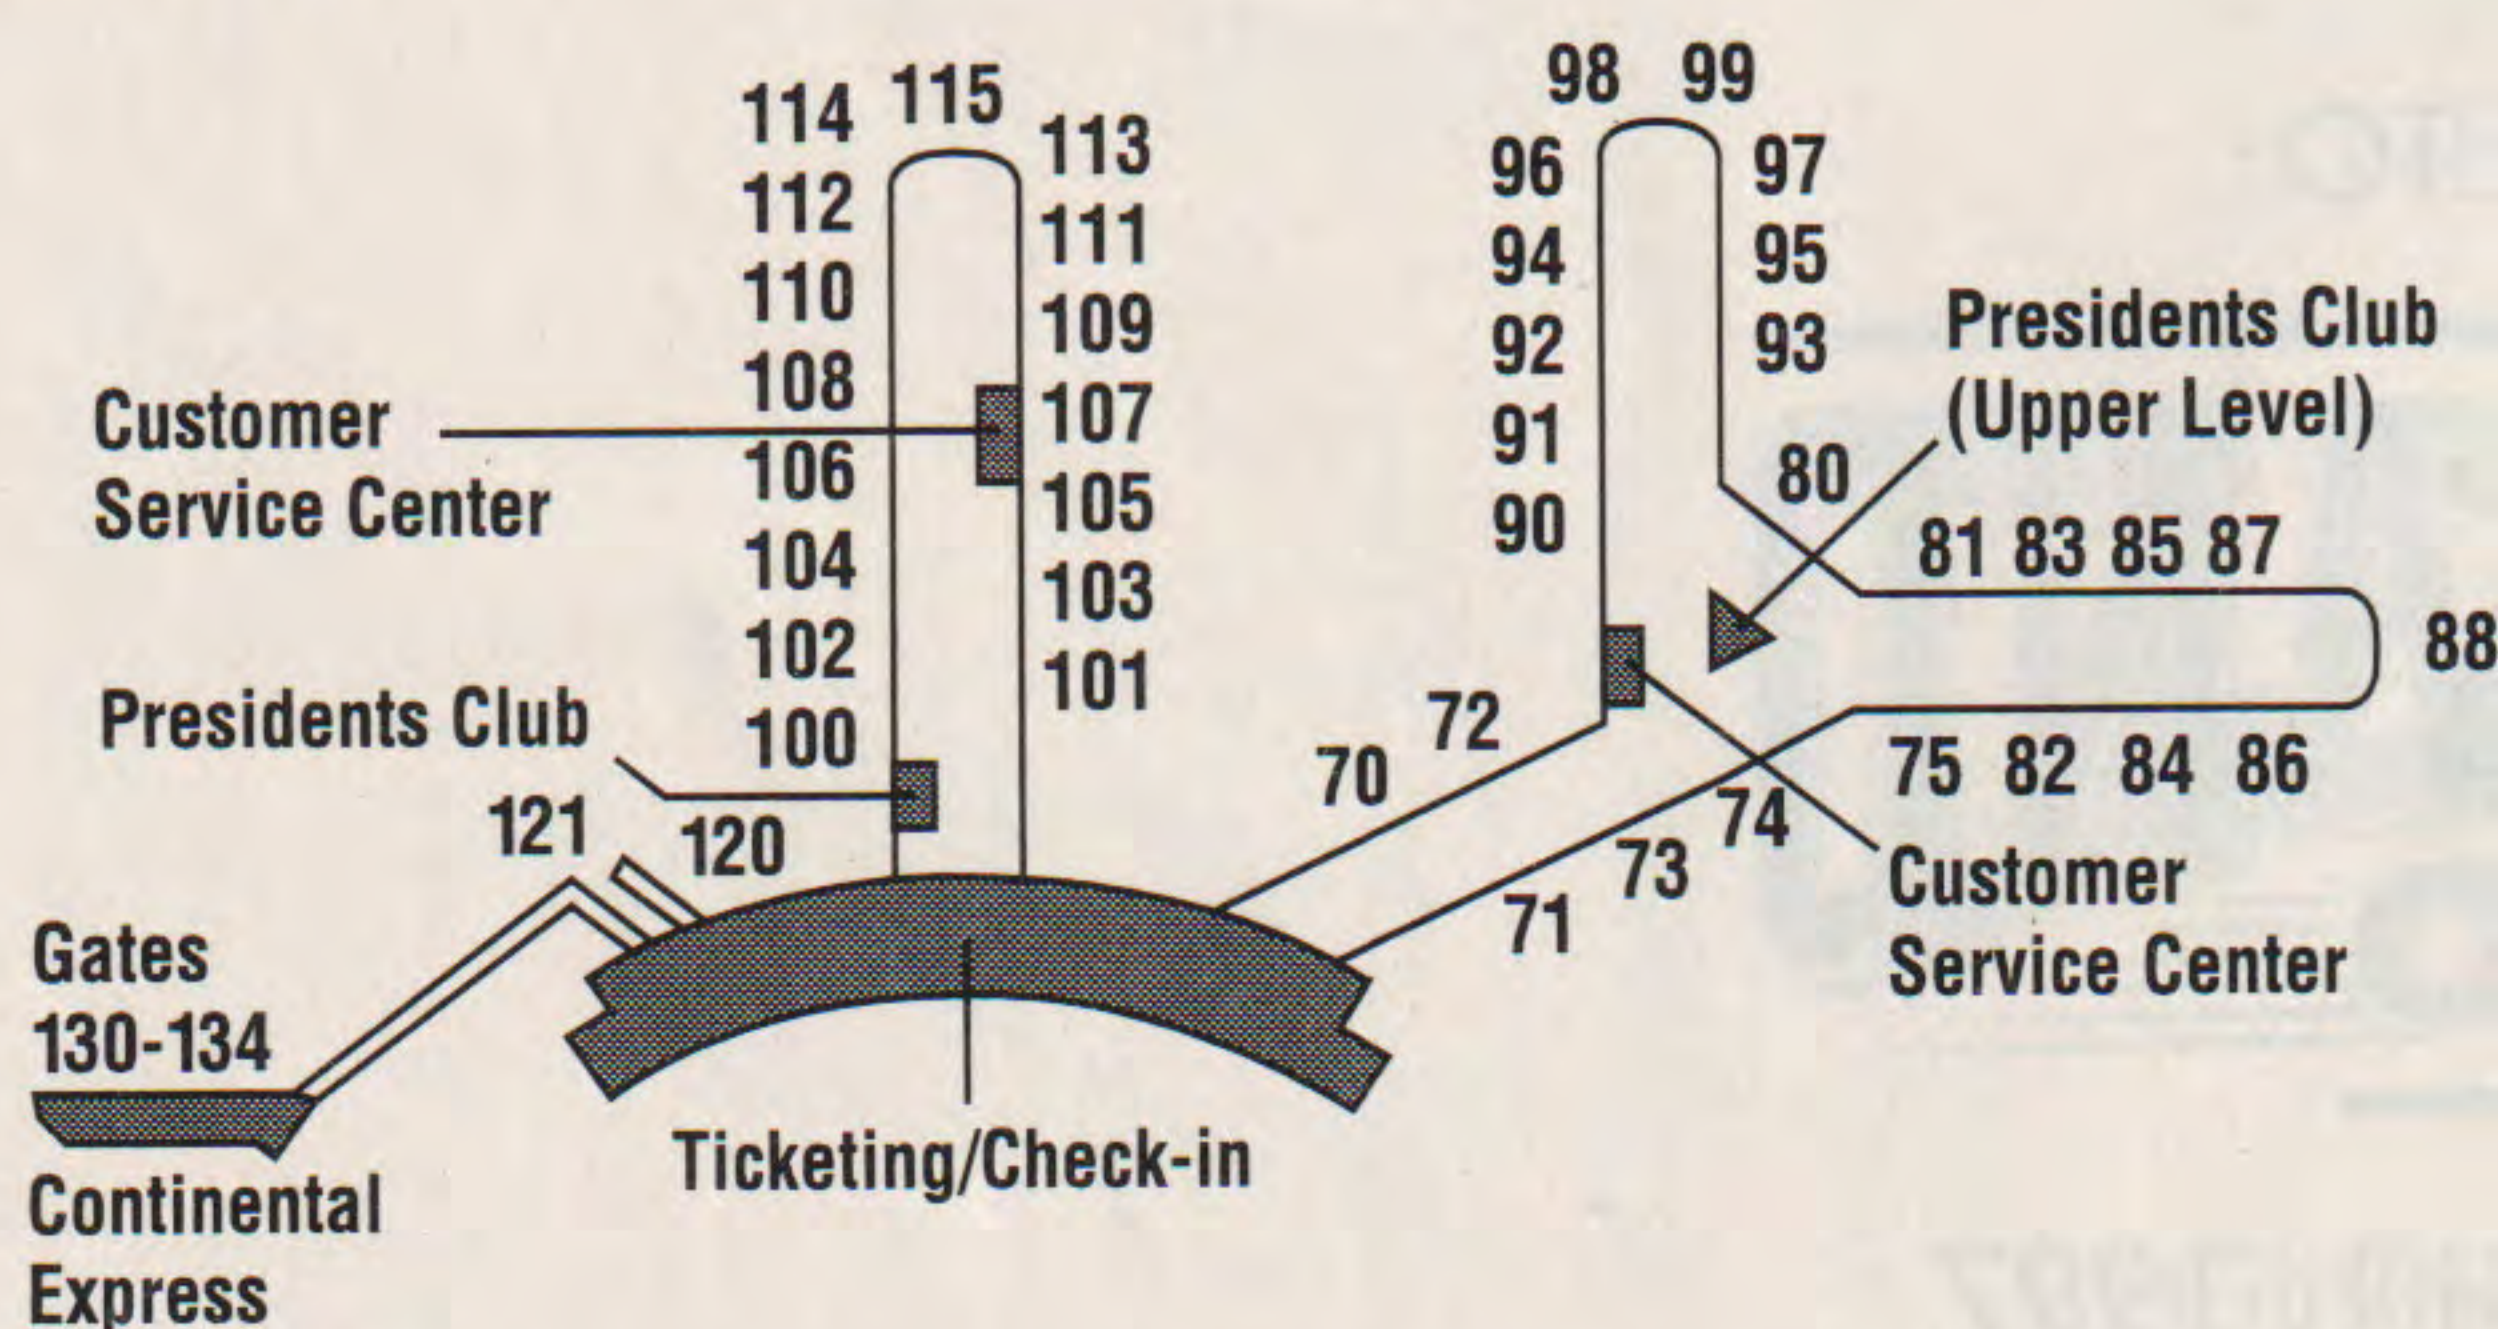 98 99
114 115
113
96 97
112
111
94 95
110
109
92 93
Presidents Club
(Upper Level)
108
107
Customer
Service Center
91
80
106
105
90
81 83 85 87
104
103
88
102
101
Presidents Club
100
70 72
75 82 84 86
121
120
74
73
71
Customer
Service Center
Gates
130-134
Ticketing/Check-in
Continental
Express